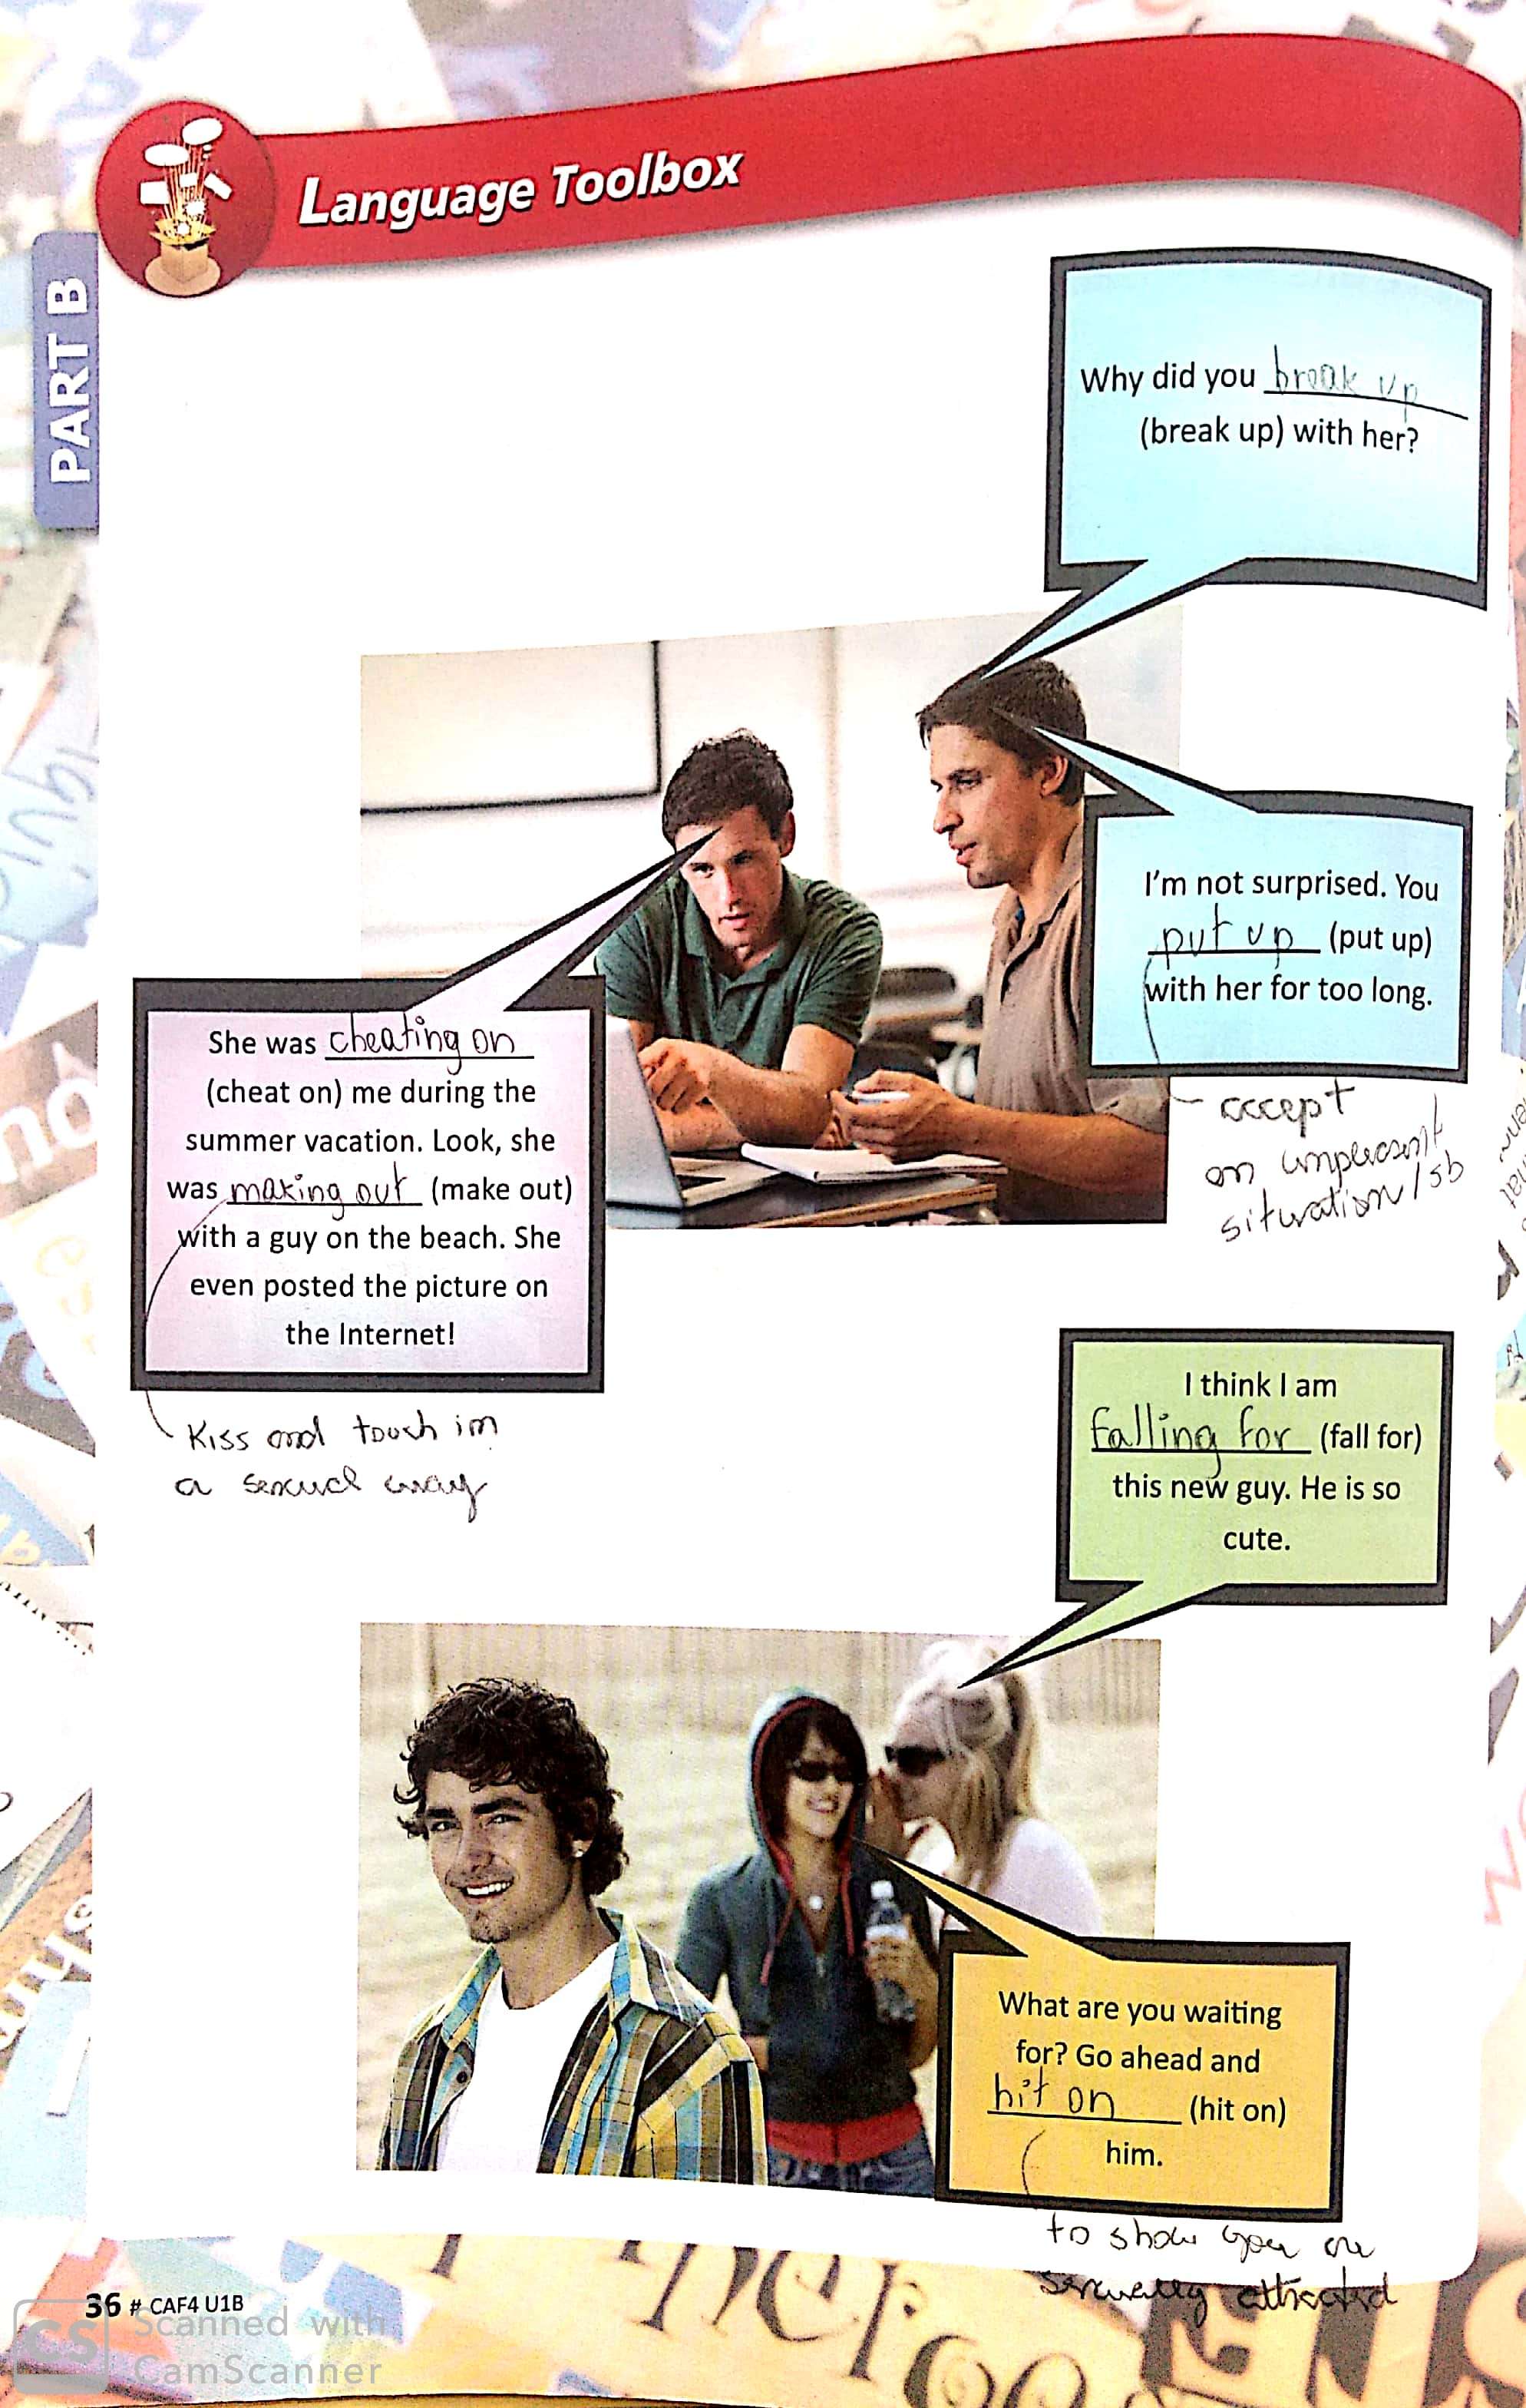 Language Toolbox
PART B
Why did you break up
(break up) with her?
I'm not surprised. You
put up (put up)
with her for too long.
accept
an unpleasant
situation / sb
She was cheating on
(cheat on) me during the
summer vacation. Look, she
was making out (make out)
with a guy on the beach. She
even posted the picture on
the Internet!
Kiss and touch in
a sexual way
I think I am
falling for (fall for)
this new guy. He is so
cute.
What are you waiting
for? Go ahead and
hit on (hit on)
him.
to show you are
sexually attracted
36 # CAF4 U1B
CS
Scanned with
CamScanner